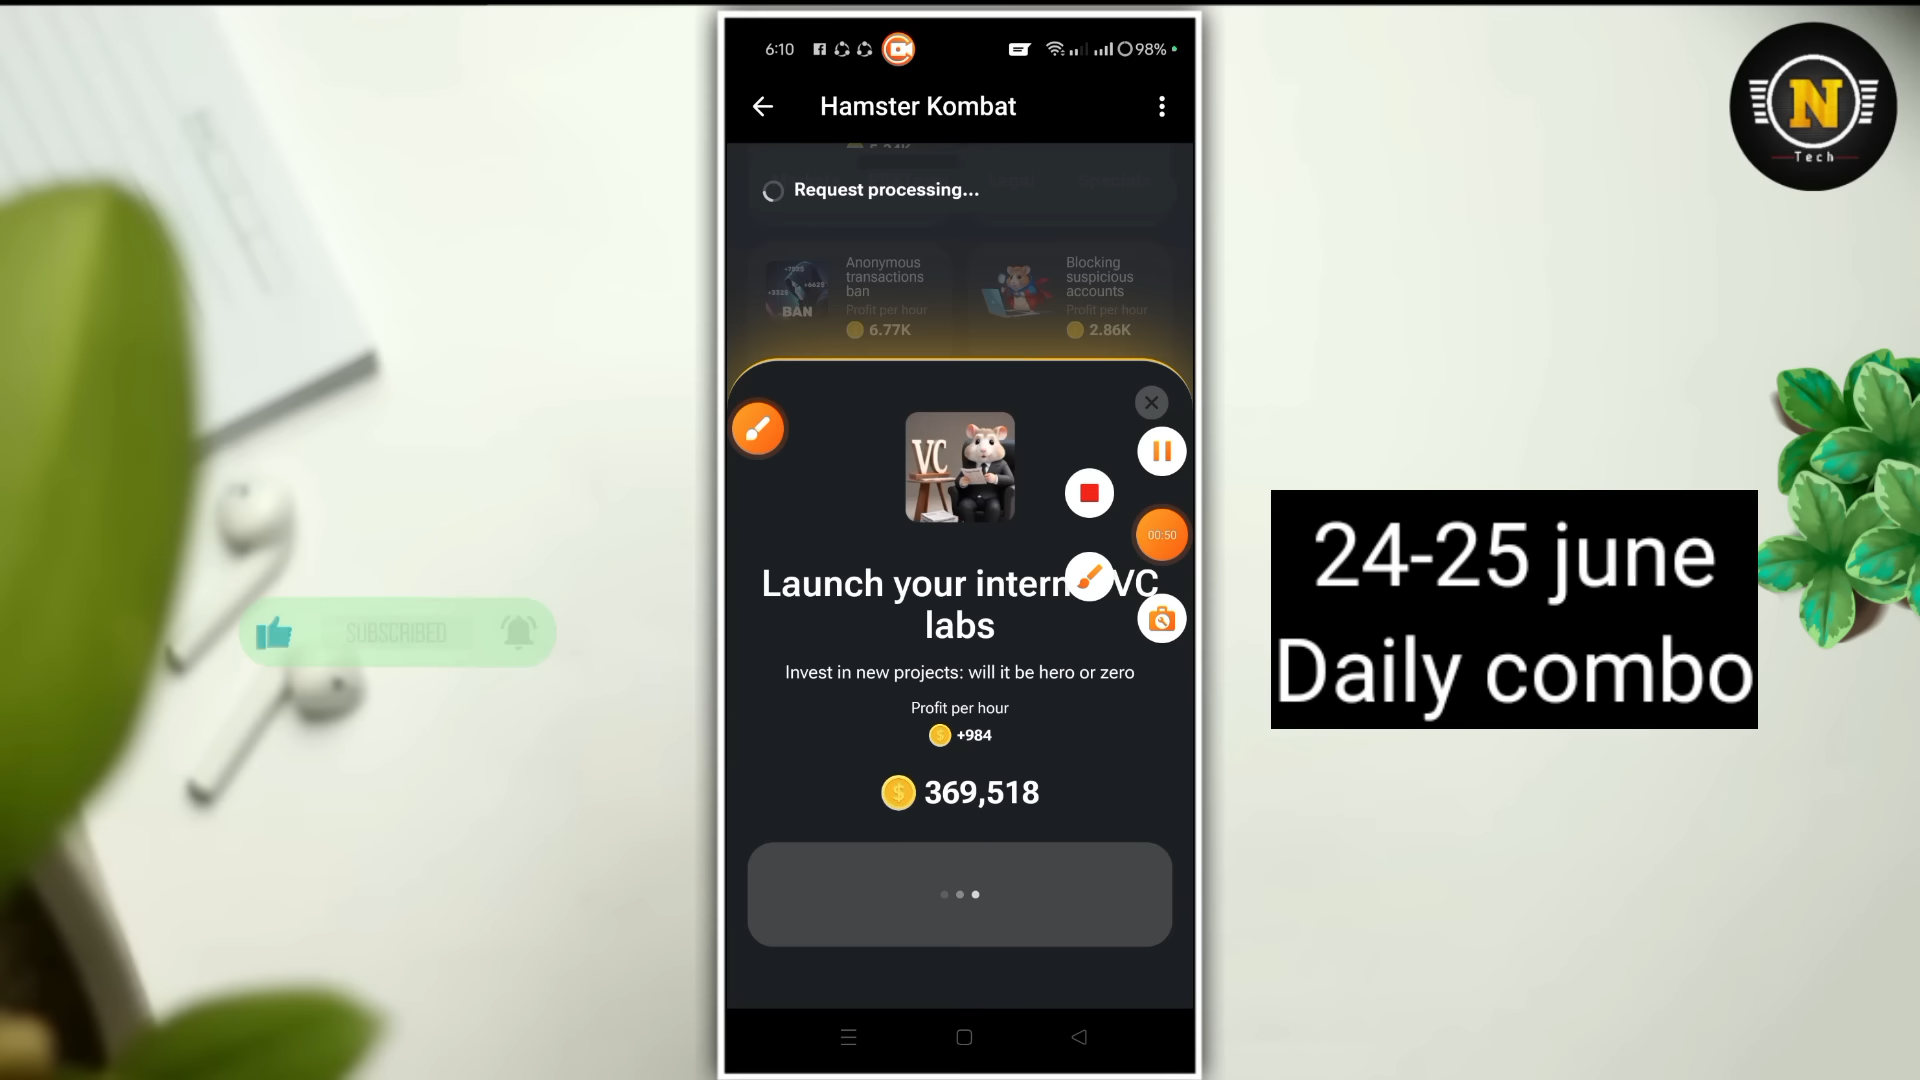 6:10
98%
Hamster Kombat
N
Tech
Request processing...
Anonymous
transactions
ban
Profit per hour
6.77K
BAN
Blocking
suspicious
accounts
Profit per hour
2.86K
VC
00:50
Launch your intern VC
labs
Invest in new projects: will it be hero or zero
Profit per hour
+984
369,518
SUBSCRIBED
24-25 june
Daily combo